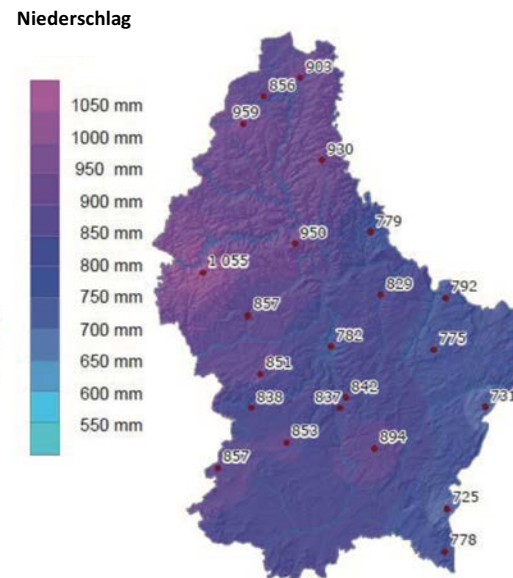 Niederschlag
1050 mm
1000 mm
950 mm
900 mm
850 mm
800 mm
750 mm
700 mm
650 mm
600 mm
550 mm
903
856
959
930
779
950
1 055
829
792
857
782
775
851
842
838
837
731
853
894
857
725
778